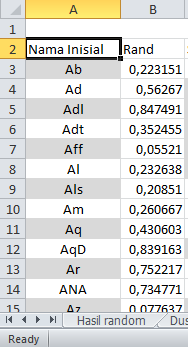 A B
1
2 Nama Inisial Rand
3 Ab 0,223151
4 Ad 0,56267
5 Adl 0,847491
6 Adt 0,352455
7 Aff 0,05521
8 Al 0,232638
9 Als 0,20851
10 Am 0,260667
11 Aq 0,430603
12 AqD 0,839163
13 Ar 0,752217
14 ANA 0,734771
15 Az 0,077637
Hasil random Dus
Ready